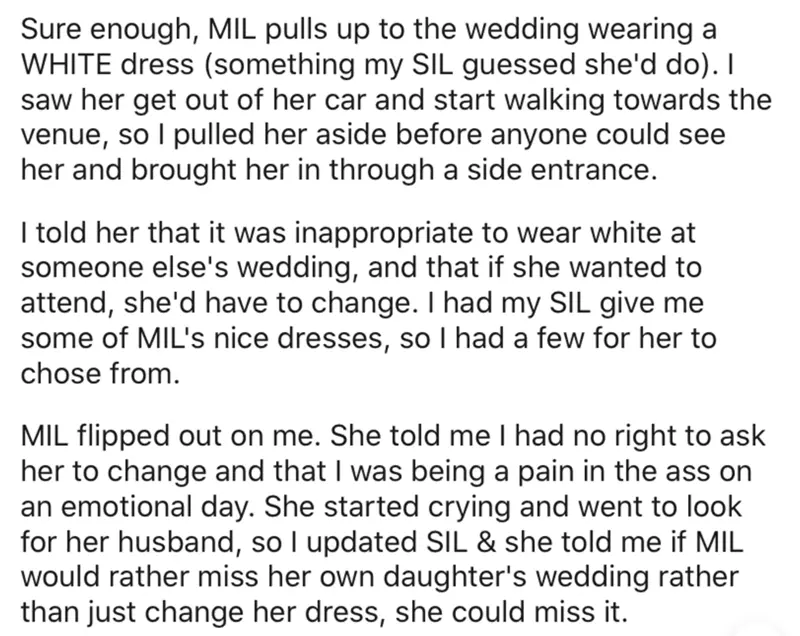 Sure enough, MIL pulls up to the wedding wearing a
WHITE dress (something my SIL guessed she'd do). I
saw her get out of her car and start walking towards the
venue, so I pulled her aside before anyone could see
her and brought her in through a side entrance.
I told her that it was inappropriate to wear white at
someone else's wedding, and that if she wanted to
attend, she'd have to change. I had my SIL give me
some of MIL's nice dresses, so I had a few for her to
chose from.
MIL flipped out on me. She told me I had no right to ask
her to change and that I was being a pain in the ass on
an emotional day. She started crying and went to look
for her husband, so I updated SIL & she told me if MIL
would rather miss her own daughter's wedding rather
than just change her dress, she could miss it.